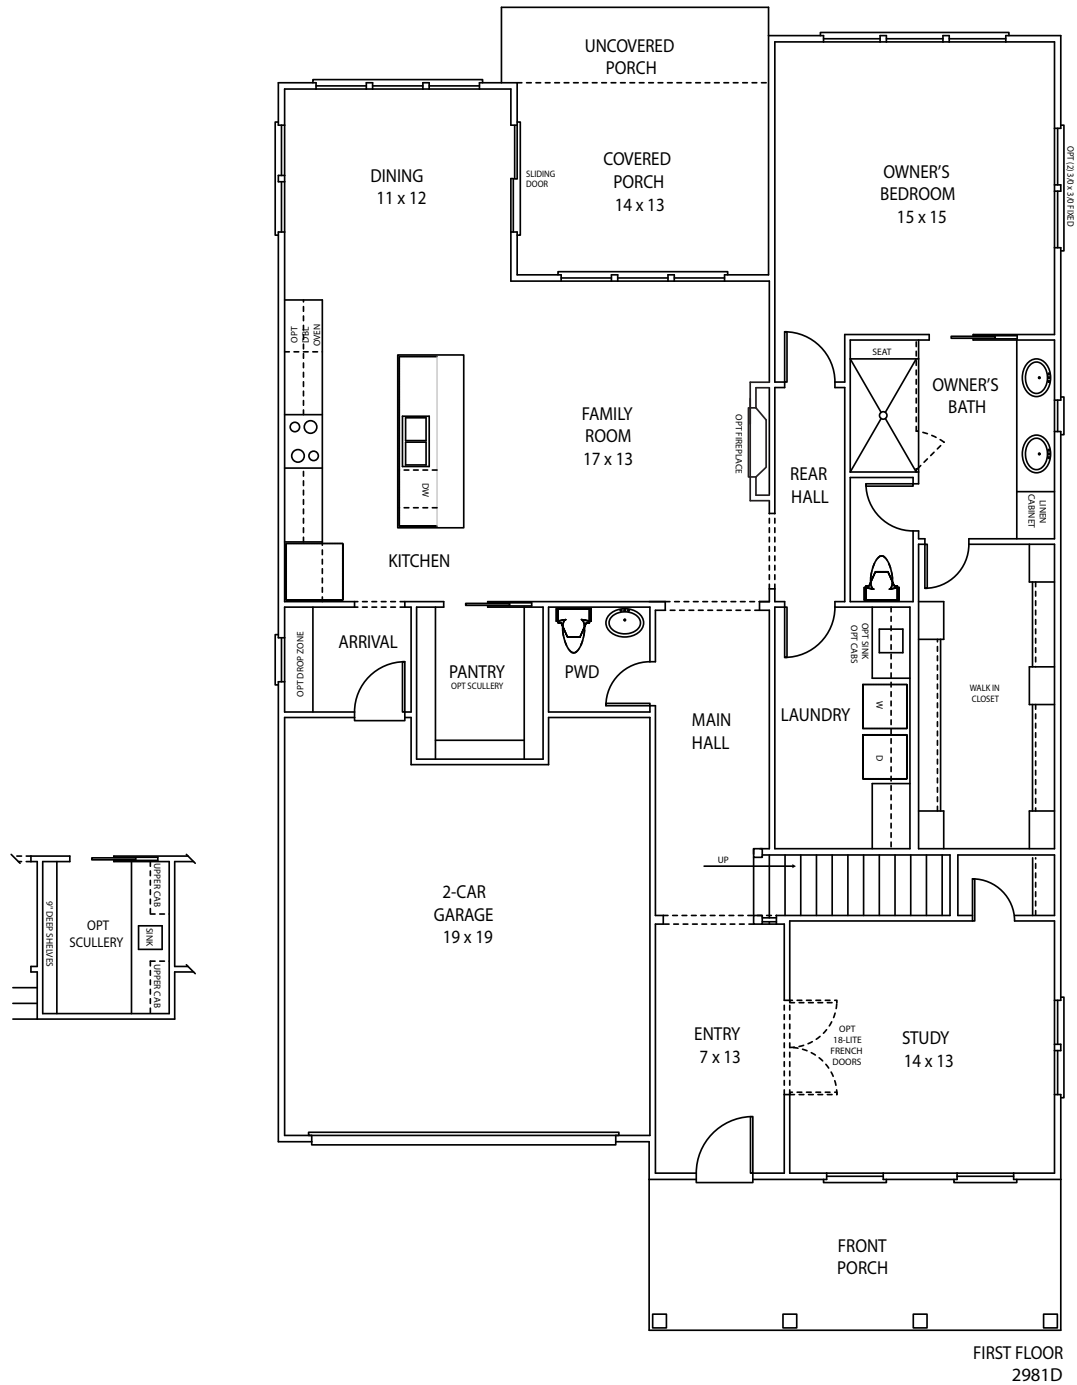 UNCOVERED
PORCH
DINING
11 x 12
SLIDING
DOOR
COVERED
PORCH
14 x 13
OWNER'S
BEDROOM
15 x 15
OPT (2) 3/0 x 3/0 FIXED
OPT
DBL
OVEN
DW
KITCHEN
FAMILY
ROOM
17 x 13
OPT FIREPLACE
REAR
HALL
SEAT
OWNER'S
BATH
LINEN
CABINET
OPT DROP ZONE
ARRIVAL
PANTRY
OPT SCULLERY
PWD
MAIN
HALL
OPT SINK
OPT CABS
LAUNDRY
W
D
WALK IN
CLOSET
UP
2-CAR
GARAGE
19 x 19
9" DEEP SHELVES
OPT
SCULLERY
UPPER CAB
SINK
UPPER CAB
ENTRY
7 x 13
OPT
18-LITE
FRENCH
DOORS
STUDY
14 x 13
FRONT
PORCH
FIRST FLOOR
2981D